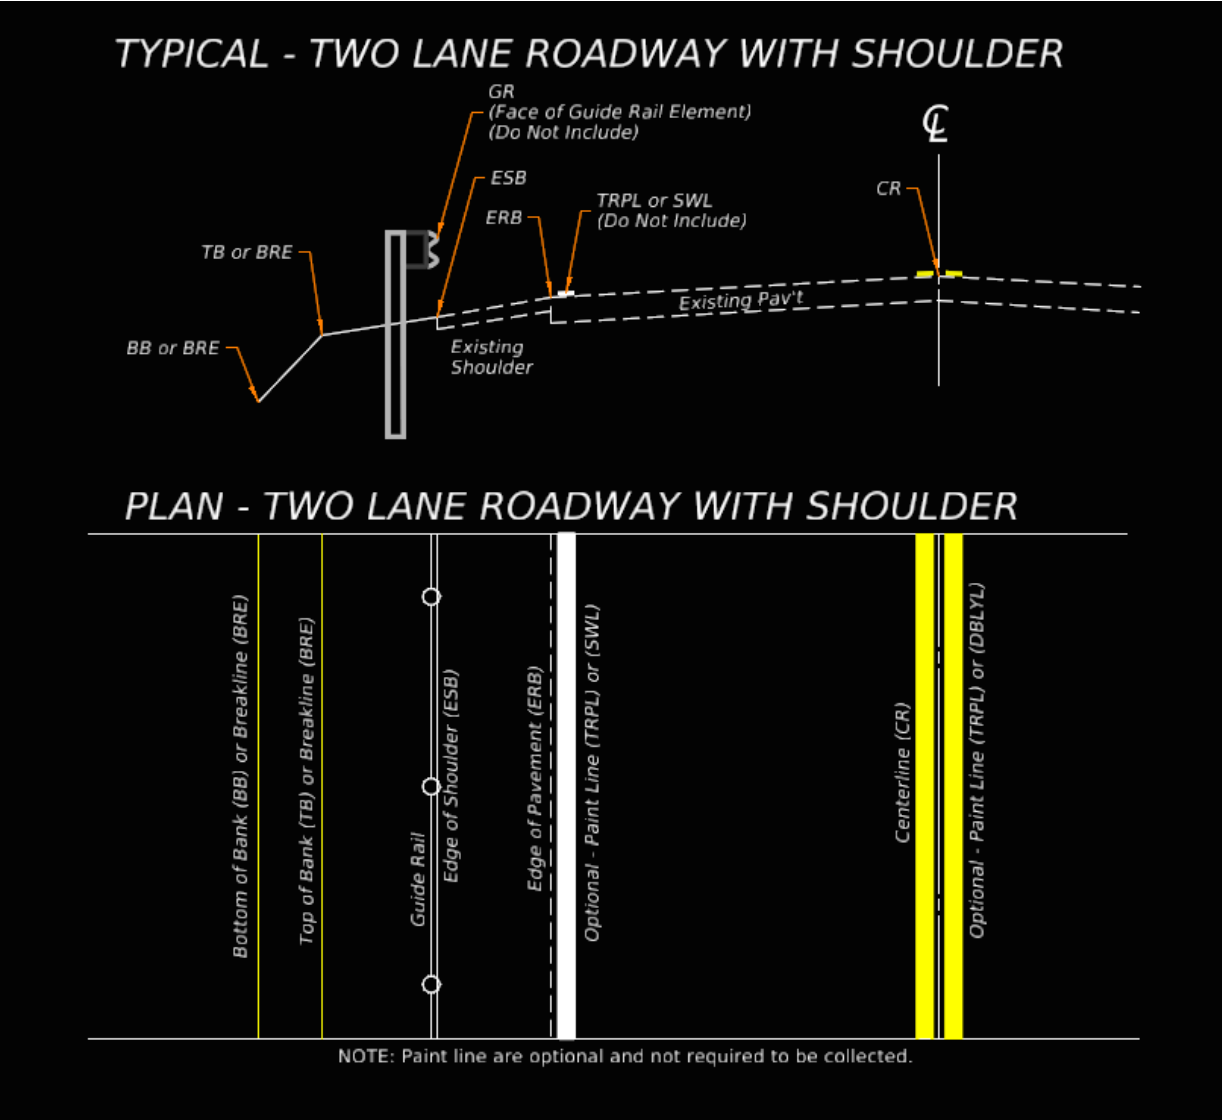 TYPICAL - TWO LANE ROADWAY WITH SHOULDER
GR
(Face of Guide Rail Element)
(Do Not Include)
℄
ESB
CR
TRPL or SWL
ERB
(Do Not Include)
TB or BRE
Existing Pav't
BB or BRE
Existing
Shoulder
PLAN - TWO LANE ROADWAY WITH SHOULDER
Bottom of Bank (BB) or Breakline (BRE)
Top of Bank (TB) or Breakline (BRE)
Guide Rail
Edge of Shoulder (ESB)
Edge of Pavement (ERB)
Optional - Paint Line (TRPL) or (SWL)
Centerline (CR)
Optional - Paint Line (TRPL) or (DBLYL)
NOTE: Paint line are optional and not required to be collected.